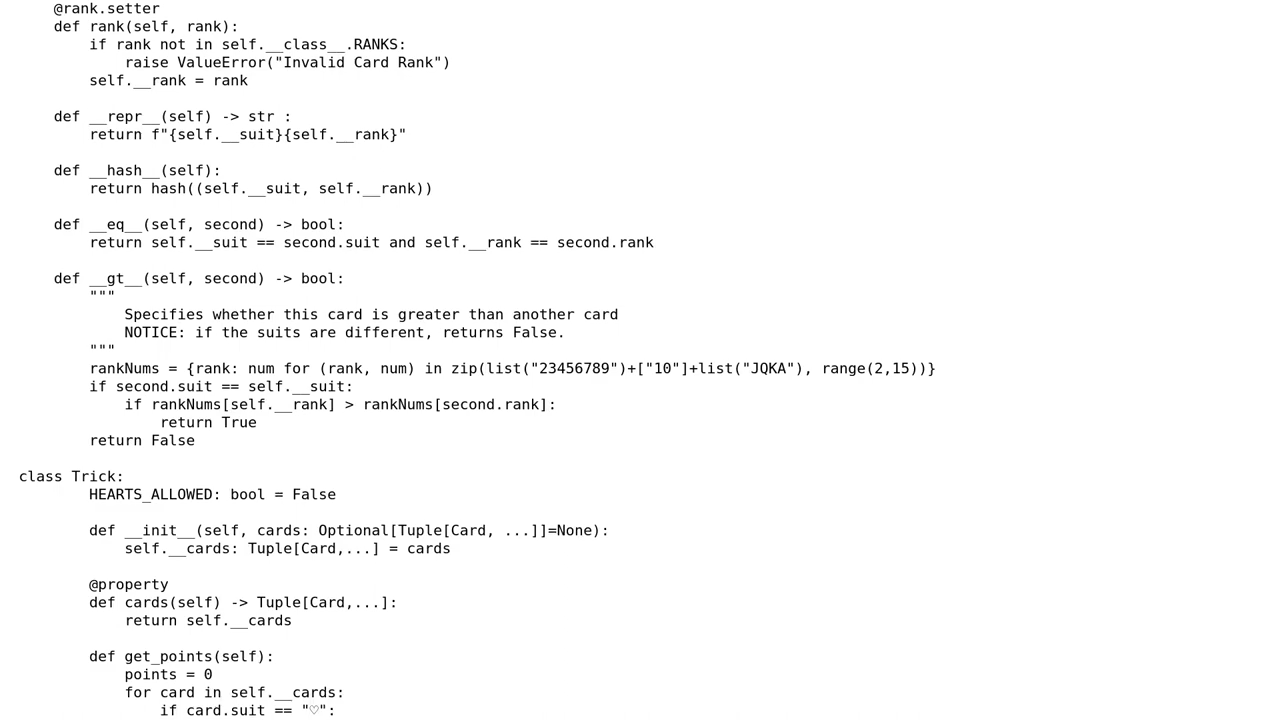 @rank.setter
def rank(self, rank):
if rank not in self.__class__.RANKS:
raise ValueError("Invalid Card Rank")
self.__rank = rank
def __repr__(self) -> str :
return f"{self.__suit}{self.__rank}"
def __hash__(self):
return hash((self.__suit, self.__rank))
def __eq__(self, second) -> bool:
return self.__suit == second.suit and self.__rank == second.rank
def __gt__(self, second) -> bool:
"""
Specifies whether this card is greater than another card
NOTICE: if the suits are different, returns False.
"""
rankNums = {rank: num for (rank, num) in zip(list("23456789")+["10"]+list("JQKA"), range(2,15))}
if second.suit == self.__suit:
if rankNums[self.__rank] > rankNums[second.rank]:
return True
return False
class Trick:
HEARTS_ALLOWED: bool = False
def __init__(self, cards: Optional[Tuple[Card, ...]]=None):
self.__cards: Tuple[Card,...] = cards
@property
def cards(self) -> Tuple[Card,...]:
return self.__cards
def get_points(self):
points = 0
for card in self.__cards:
if card.suit == "♡":